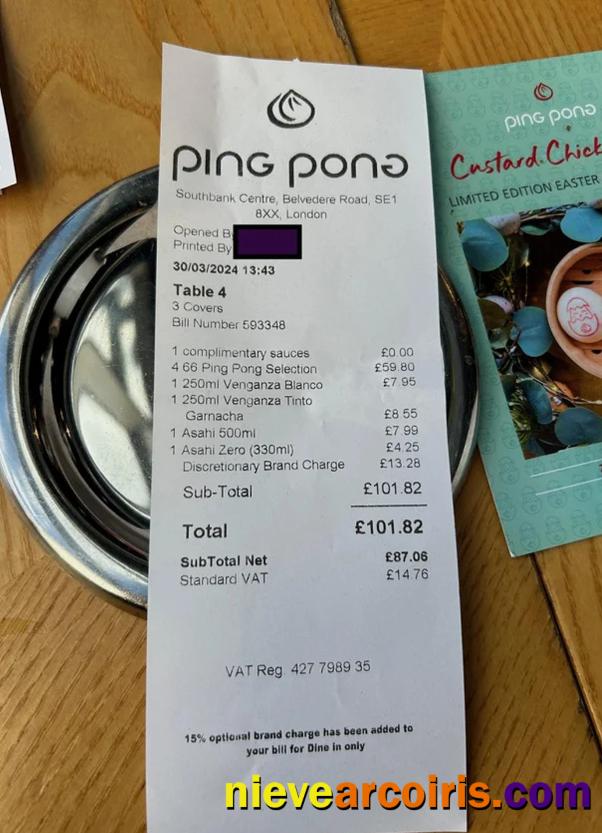 PING PONG
Southbank Centre, Belvedere Road, SE1
8XX, London
Opened B
Printed By
30/03/2024 13:43
Table 4
3 Covers
Bill Number 593348
1 complimentary sauces £0.00
4 66 Ping Pong Selection £59.80
1 250ml Venganza Blanco £7.95
1 250ml Venganza Tinto
Garnacha £8.55
1 Asahi 500ml £7.99
1 Asahi Zero (330ml) £4.25
Discretionary Brand Charge £13.28
Sub-Total £101.82
Total £101.82
SubTotal Net £87.06
Standard VAT £14.76
VAT Reg. 427 7989 35
15% optional brand charge has been added to
your bill for Dine in only
PING PONG
Custard Chick
LIMITED EDITION EASTER
nievearcoiris.com